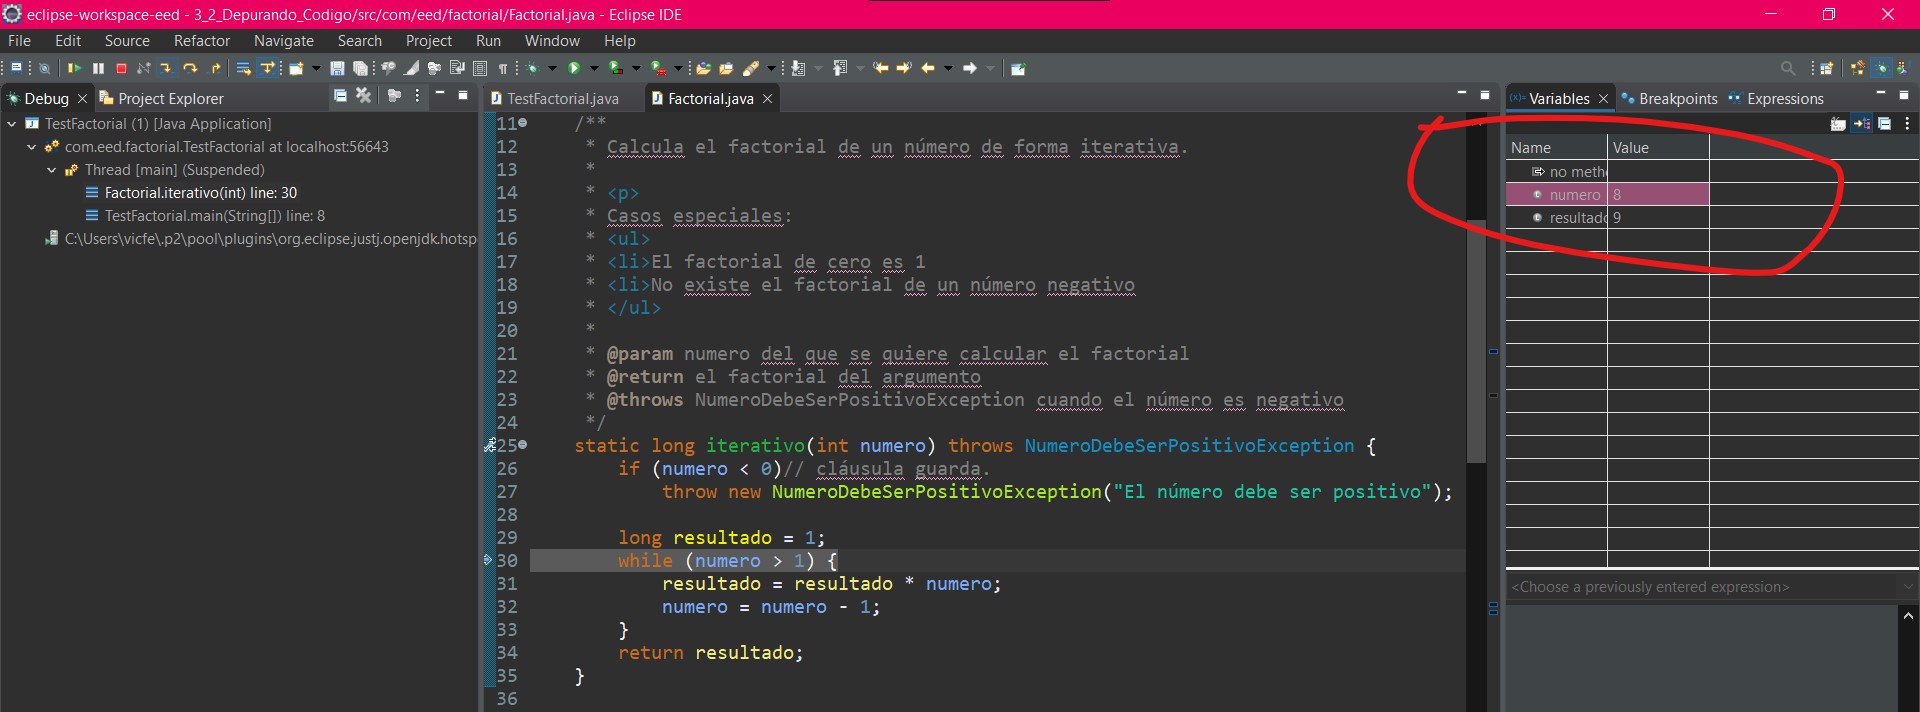 eclipse-workspace-eed - 3_2_Depurando_Codigo/src/com/eed/factorial/Factorial.java - Eclipse IDE
File Edit Source Refactor Navigate Search Project Run Window Help
Debug Project Explorer
TestFactorial (1) [Java Application]
com.eed.factorial.TestFactorial at localhost:56643
Thread [main] (Suspended)
Factorial.iterativo(int) line: 30
TestFactorial.main(String[]) line: 8
C:\Users\vicfe\.p2\pool\plugins\org.eclipse.justj.openjdk.hotsp
TestFactorial.java Factorial.java
11 /**
12 * Calcula el factorial de un número de forma iterativa.
13 *
14 * <p>
15 * Casos especiales:
16 * <ul>
17 * <li>El factorial de cero es 1
18 * <li>No existe el factorial de un número negativo
19 * </ul>
20 *
21 * @param numero del que se quiere calcular el factorial
22 * @return el factorial del argumento
23 * @throws NumeroDebeSerPositivoException cuando el número es negativo
24 */
25 static long iterativo(int numero) throws NumeroDebeSerPositivoException {
26 if (numero < 0)// cláusula guarda.
27 throw new NumeroDebeSerPositivoException("El número debe ser positivo");
28
29 long resultado = 1;
30 while (numero > 1) {
31 resultado = resultado * numero;
32 numero = numero - 1;
33 }
34 return resultado;
35 }
36
(x)= Variables Breakpoints Expressions
Name Value
no meth
numero 8
resultado 9
<Choose a previously entered expression>